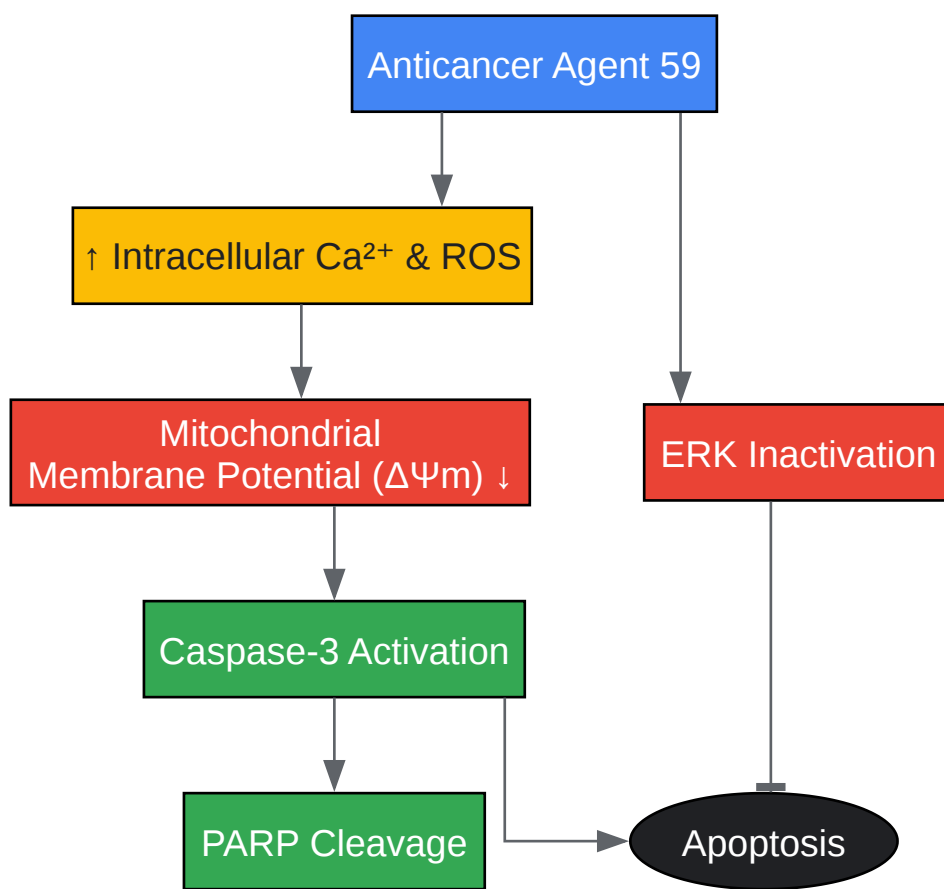 Anticancer Agent 59
↑ Intracellular Ca²⁺ & ROS
Mitochondrial
Membrane Potential (ΔΨm) ↓
ERK Inactivation
Caspase-3 Activation
PARP Cleavage
Apoptosis